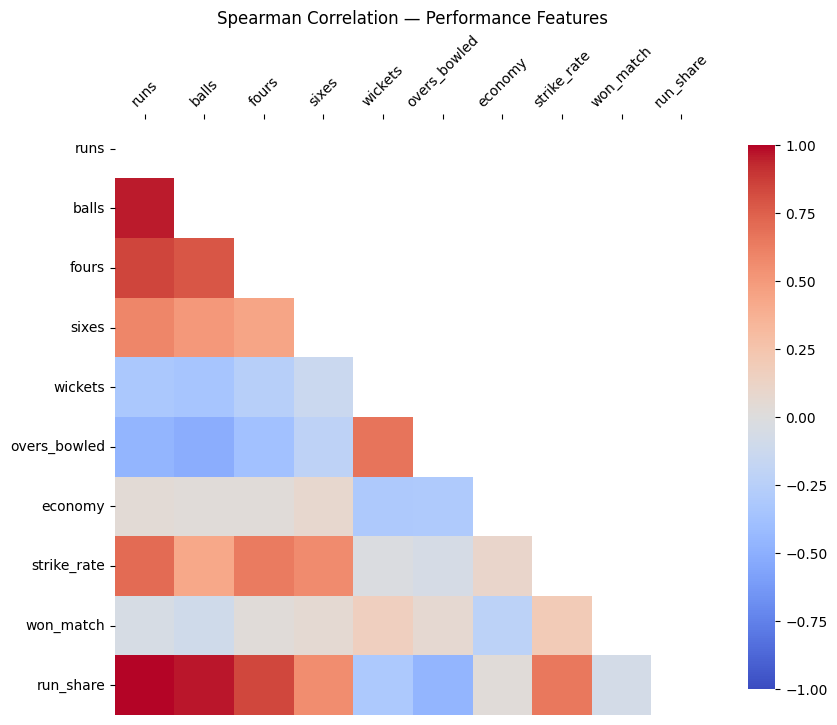 Spearman Correlation — Performance Features
runs
balls
fours
sixes
wickets
overs_bowled
economy
strike_rate
won_match
run_share
runs
balls
fours
sixes
wickets
overs_bowled
economy
strike_rate
won_match
run_share
1.00
0.75
0.50
0.25
0.00
−0.25
−0.50
−0.75
−1.00